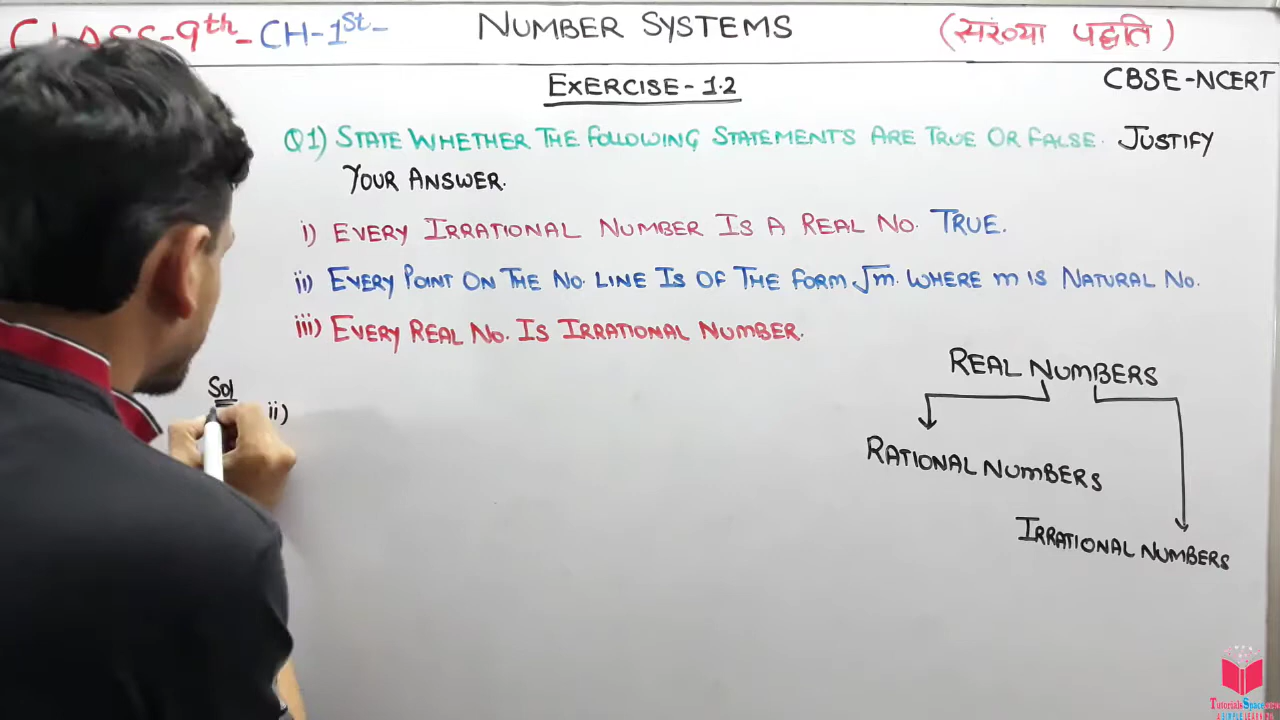 CLASS-9th- CH-1St- NUMBER SYSTEMS (संख्या पद्धति)
EXERCISE-1.2 CBSE-NCERT
Q1) STATE WHETHER THE FOLLOWING STATEMENTS ARE TRUE OR FALSE. JUSTIFY
YOUR ANSWER.
i) EVERY IRRATIONAL NUMBER IS A REAL NO. TRUE.
ii) EVERY POINT ON THE NO. LINE IS OF THE FORM √m. WHERE m IS NATURAL NO.
iii) EVERY REAL NO. IS IRRATIONAL NUMBER.
REAL NUMBERS
Sol
ii)
RATIONAL NUMBERS
IRRATIONAL NUMBERS